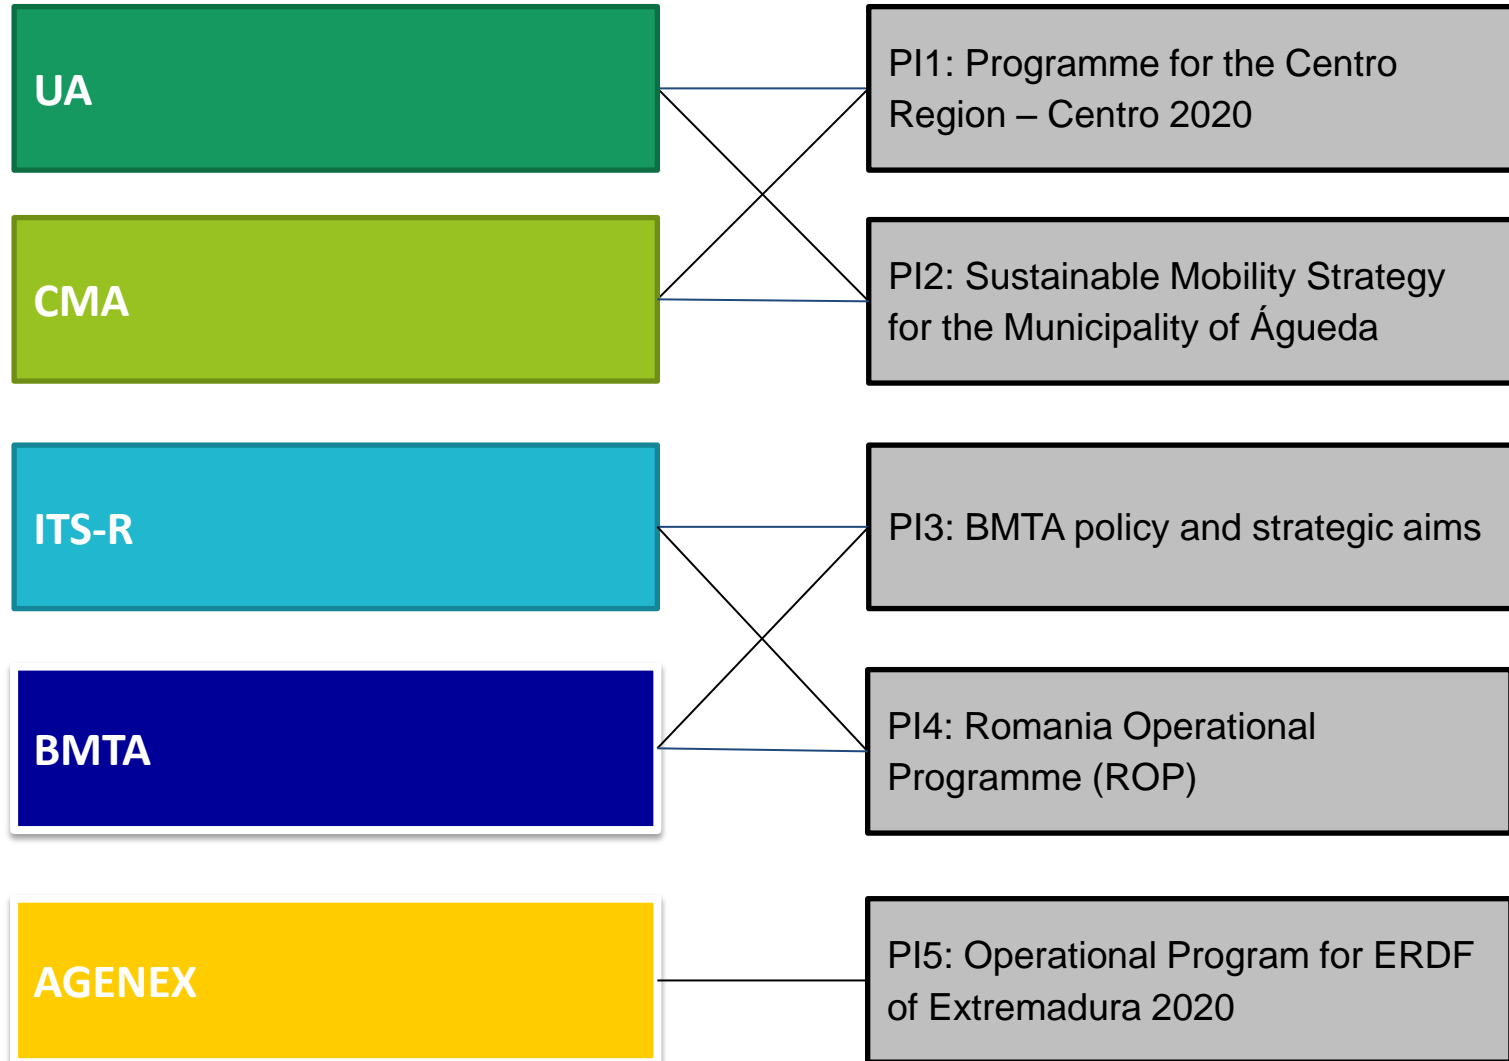 UA
PI1: Programme for the Centro
Region – Centro 2020
CMA
PI2: Sustainable Mobility Strategy
for the Municipality of Águeda
ITS-R
PI3: BMTA policy and strategic aims
BMTA
PI4: Romania Operational
Programme (ROP)
AGENEX
PI5: Operational Program for ERDF
of Extremadura 2020